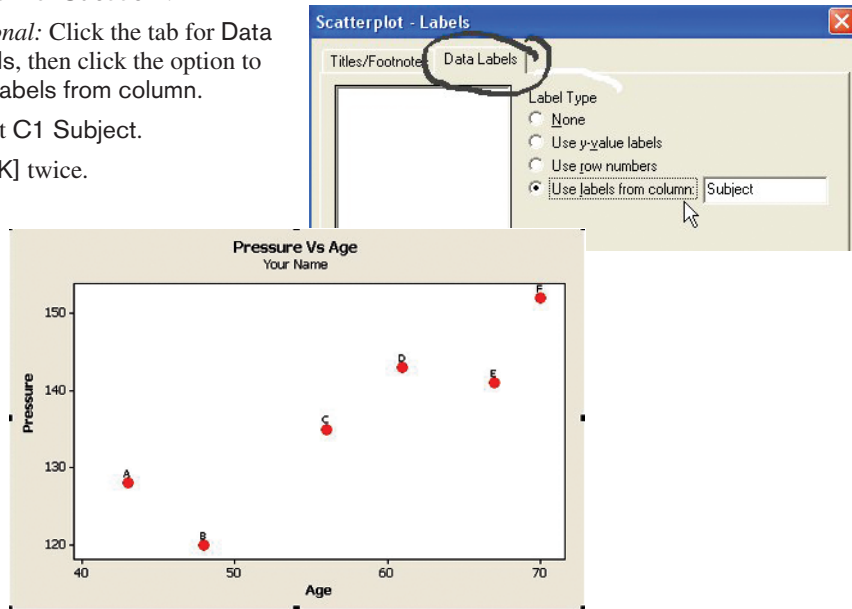 onal: Click the tab for Data
ls, then click the option to
abels from column.
t C1 Subject.
K] twice.
Scatterplot - Labels
Titles/Footnote
Data Labels
Label Type
None
Use y-value labels
Use row numbers
Use labels from column:
Subject
Pressure Vs Age
Your Name
F
150
D
E
140
Pressure
C
A
130
B
120
40
50
60
70
Age